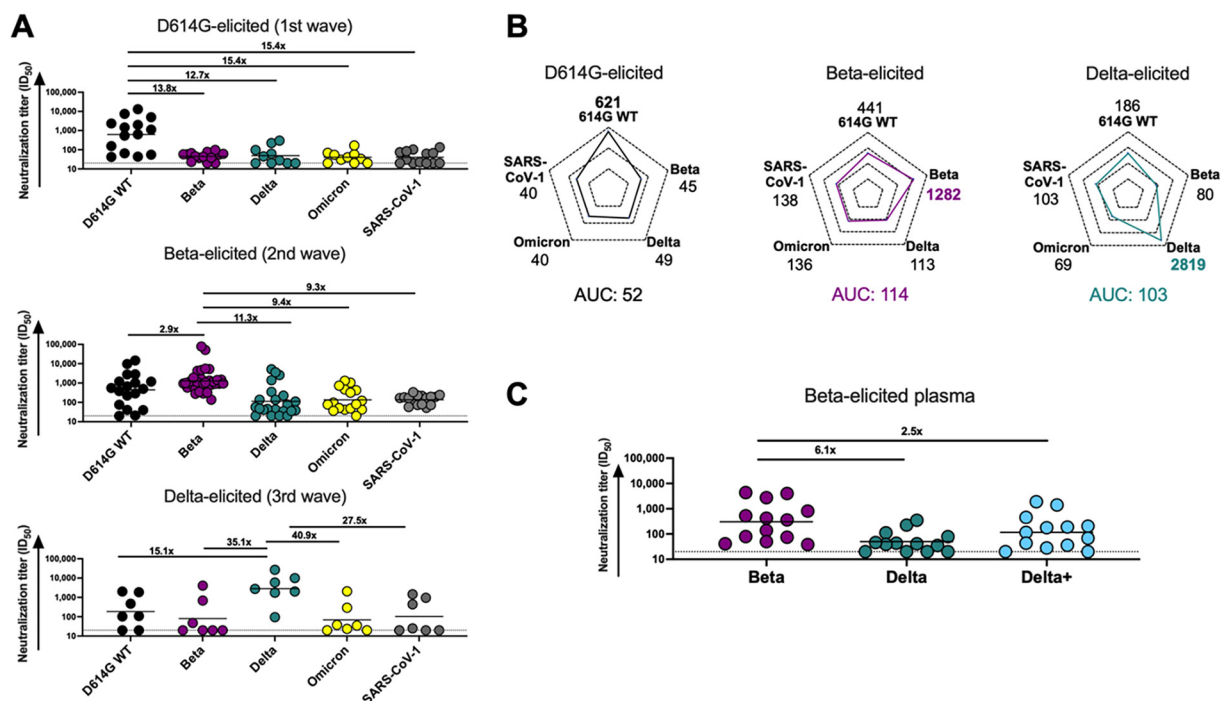 A
D614G-elicited (1st wave)
15.4x
15.4x
12.7x
13.8x
Neutralization titer (ID50)
100,000
10,000
1,000
100
10
D614G WT
Beta
Delta
Omicron
SARS-CoV-1
Beta-elicited (2nd wave)
9.3x
9.4x
11.3x
2.9x
Neutralization titer (ID50)
100,000
10,000
1,000
100
10
D614G WT
Beta
Delta
Omicron
SARS-CoV-1
Delta-elicited (3rd wave)
27.5x
40.9x
35.1x
15.1x
Neutralization titer (ID50)
100,000
10,000
1,000
100
10
D614G WT
Beta
Delta
Omicron
SARS-CoV-1
B
D614G-elicited
621
614G WT
SARS-
CoV-1
40
Beta
45
Omicron
40
Delta
49
AUC: 52
Beta-elicited
441
614G WT
SARS-
CoV-1
138
Beta
1282
Omicron
136
Delta
113
AUC: 114
Delta-elicited
186
614G WT
SARS-
CoV-1
103
Beta
80
Omicron
69
Delta
2819
AUC: 103
C
Beta-elicited plasma
2.5x
6.1x
Neutralization titer (ID50)
100,000
10,000
1,000
100
10
Beta
Delta
Delta+